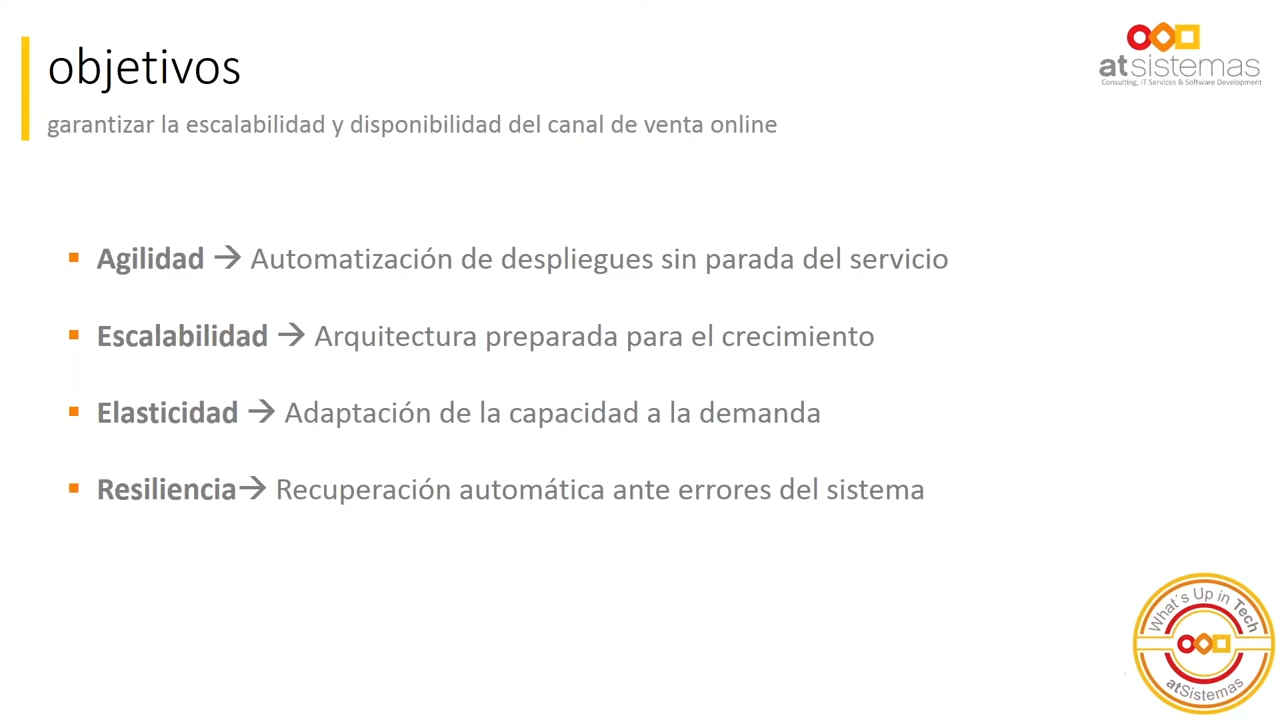 objetivos
garantizar la escalabilidad y disponibilidad del canal de venta online
atsistemas
Consulting, IT Services & Software Development
▪ Agilidad → Automatización de despliegues sin parada del servicio
▪ Escalabilidad → Arquitectura preparada para el crecimiento
▪ Elasticidad → Adaptación de la capacidad a la demanda
▪ Resiliencia→ Recuperación automática ante errores del sistema
What´s Up in Tech
atSistemas